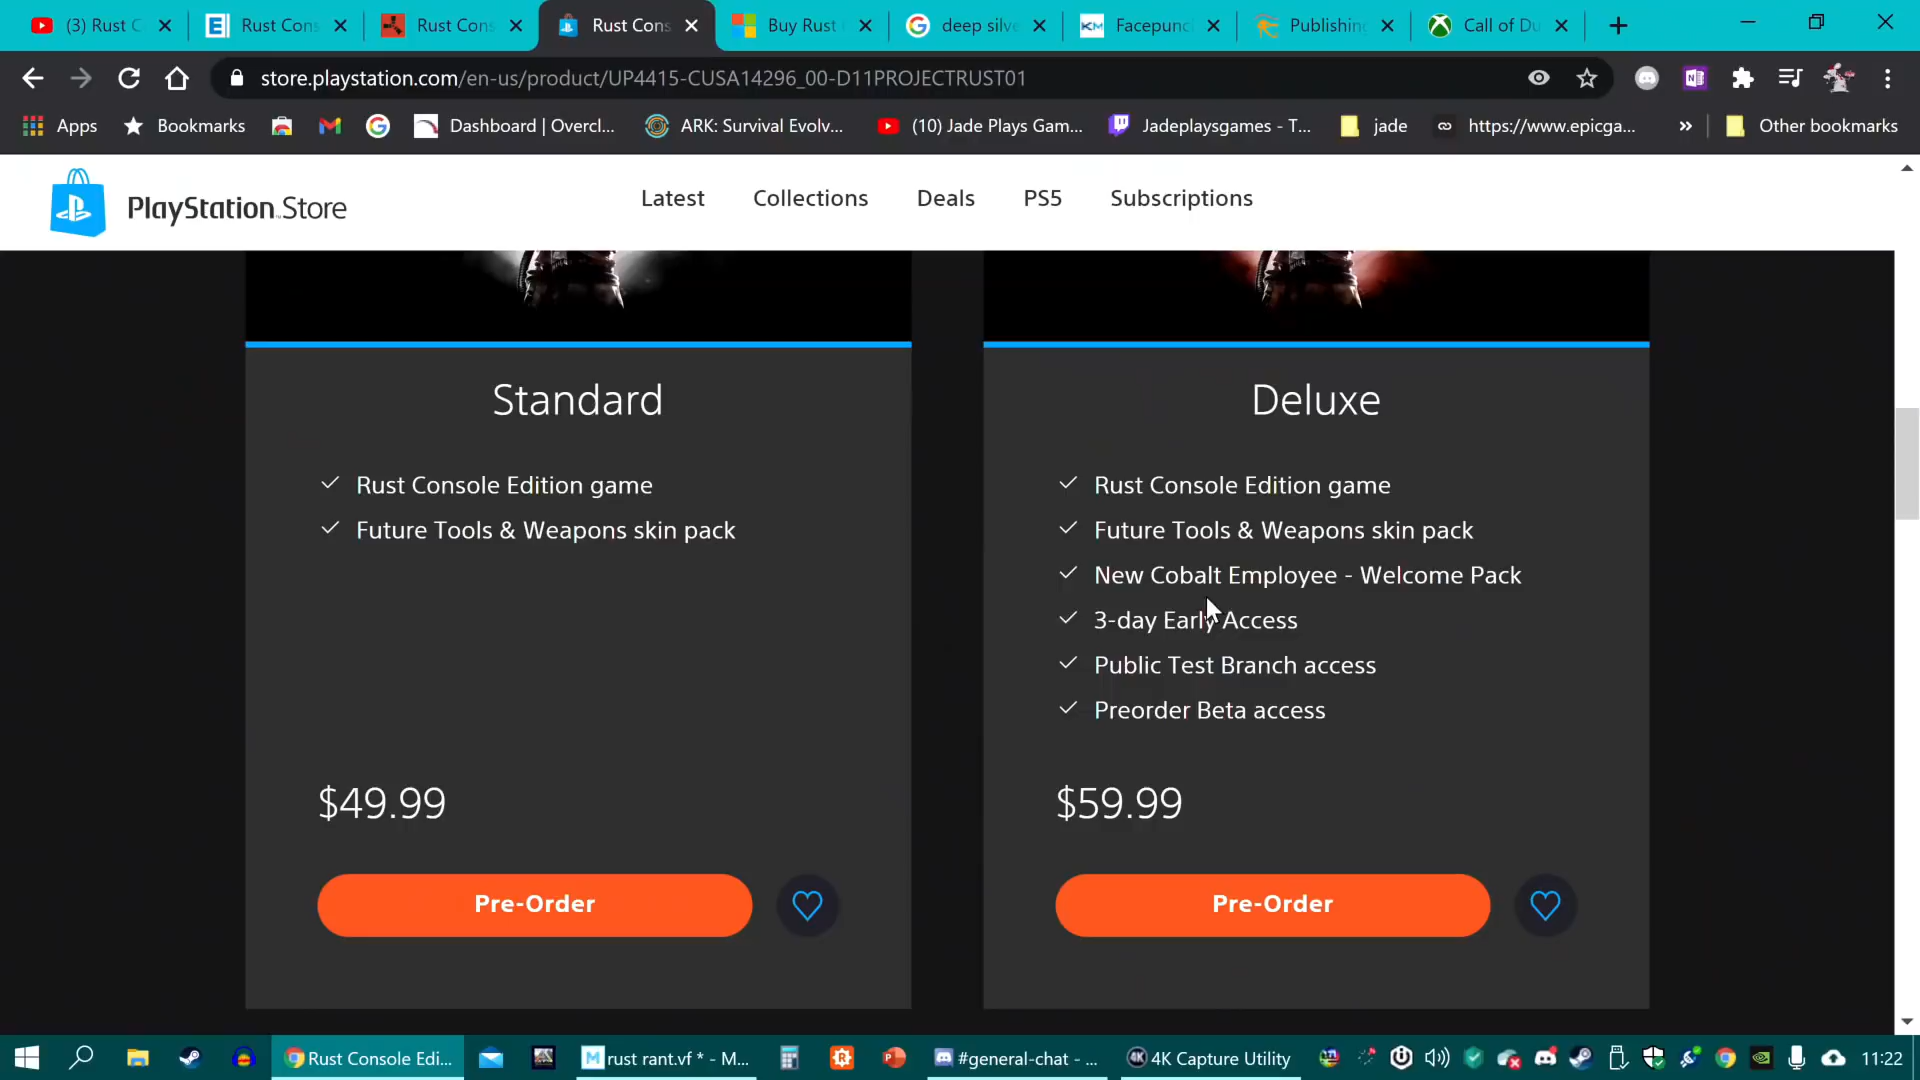 (3) Rust C
Rust Cons
Rust Cons
Rust Cons
Buy Rust
deep silve
Facepunc
Publishing
Call of Du
store.playstation.com/en-us/product/UP4415-CUSA14296_00-D11PROJECTRUST01
Apps
Bookmarks
Dashboard | Overcl...
ARK: Survival Evolv...
(10) Jade Plays Gam...
Jadeplaysgames - T...
jade
https://www.epicga...
»
Other bookmarks
PlayStation Store
Latest
Collections
Deals
PS5
Subscriptions
Standard
Rust Console Edition game
Future Tools & Weapons skin pack
$49.99
Pre-Order
Deluxe
Rust Console Edition game
Future Tools & Weapons skin pack
New Cobalt Employee - Welcome Pack
3-day Early Access
Public Test Branch access
Preorder Beta access
$59.99
Pre-Order
Rust Console Edi...
rust rant.vf * - M...
#general-chat - ...
4K Capture Utility
11:22